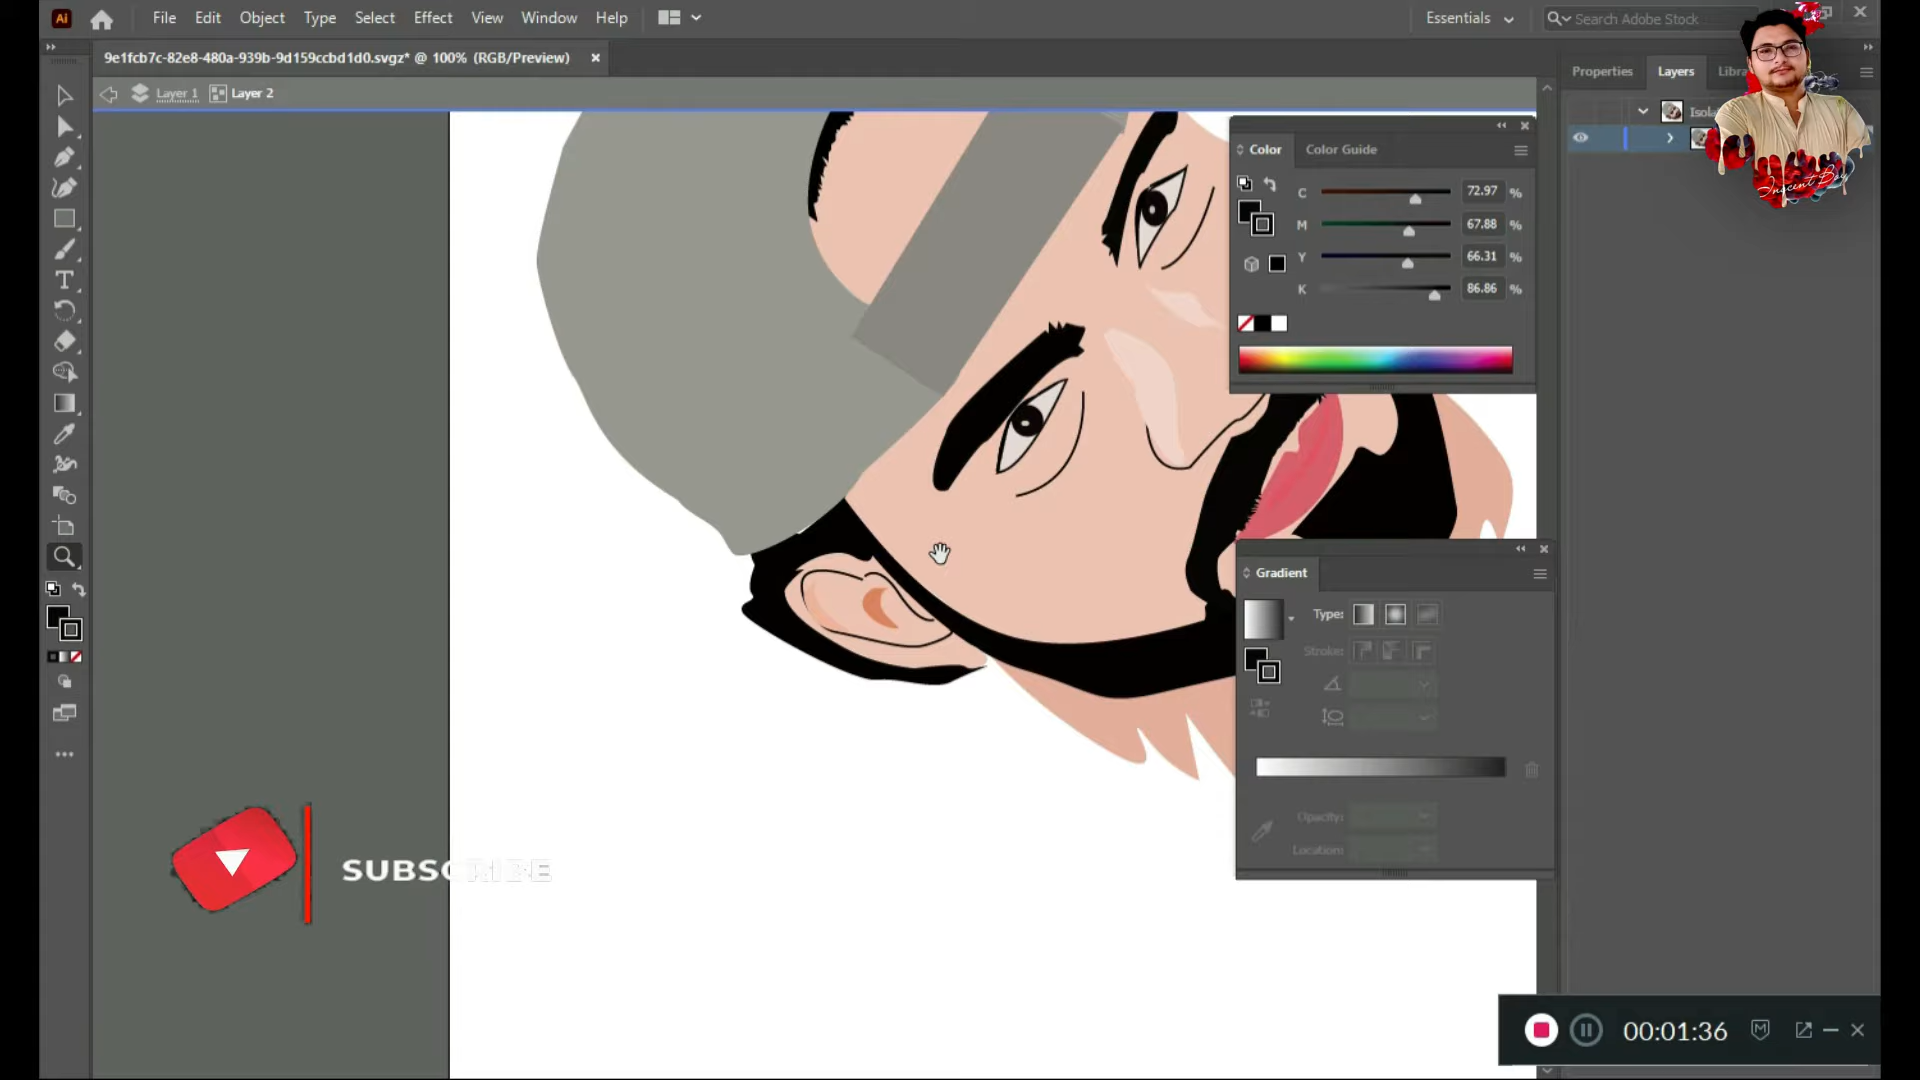 Ai
File Edit Object Type Select Effect View Window Help
Essentials
Search Adobe Stock
9e1fcb7c-82e8-480a-939b-9d159ccbd1d0.svgz* @ 100% (RGB/Preview)
Layer 1 Layer 2
Properties Layers Libra
Isola
Color Color Guide
C 72.97 %
M 67.88 %
Y 66.31 %
K 86.86 %
Inocent Boy
Gradient
Type:
Stroke:
Opacity:
Location:
SUBSCRIBE
00:01:36